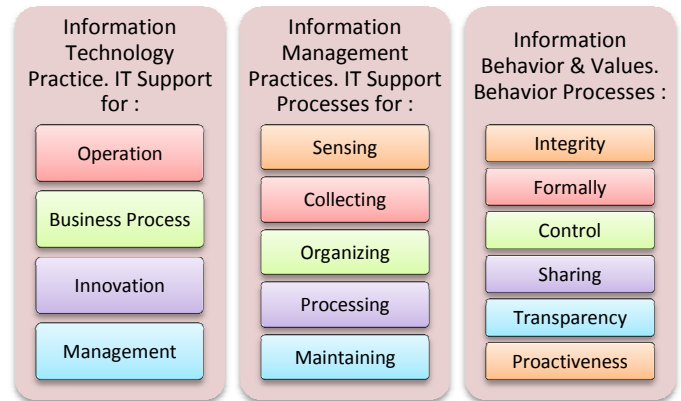 Information
Technology
Practice. IT Support
for :
Operation
Business Process
Innovation
Management
Information
Management
Practices. IT Support
Processes for :
Sensing
Collecting
Organizing
Processing
Maintaining
Information
Behavior & Values.
Behavior Processes :
Integrity
Formally
Control
Sharing
Transparency
Proactiveness